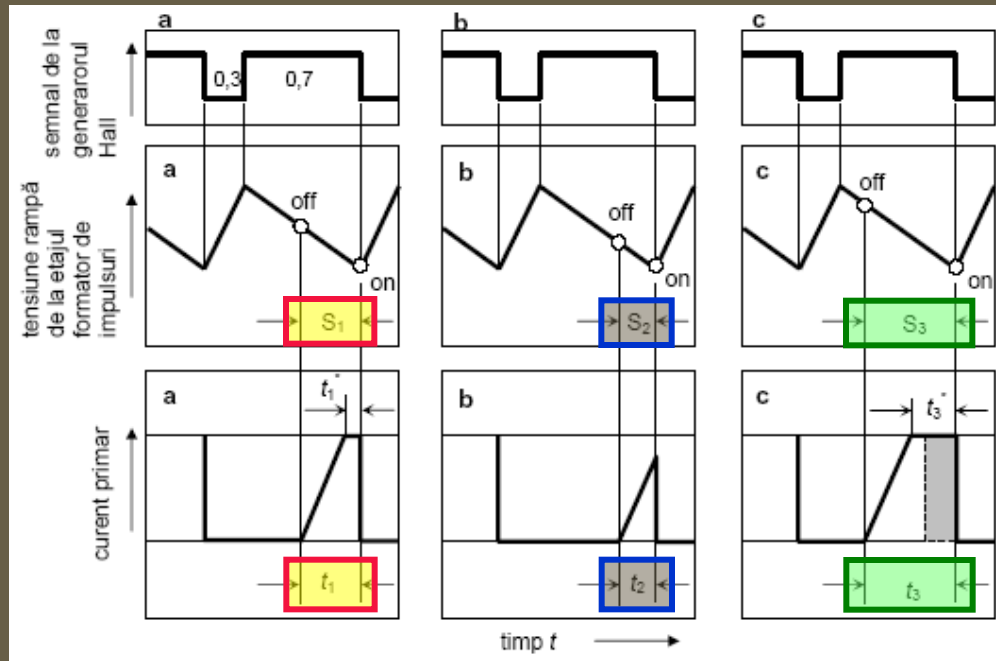 a
b
c
semnal de la
generarorul
Hall
0,3
0,7
tensiune rampă
de la etajul
formator de
impulsuri
a
off
on
S₁
b
off
on
S₂
c
off
on
S₃
curent primar
a
t₁*
t₁
b
t₂
c
t₃*
t₃
timp t